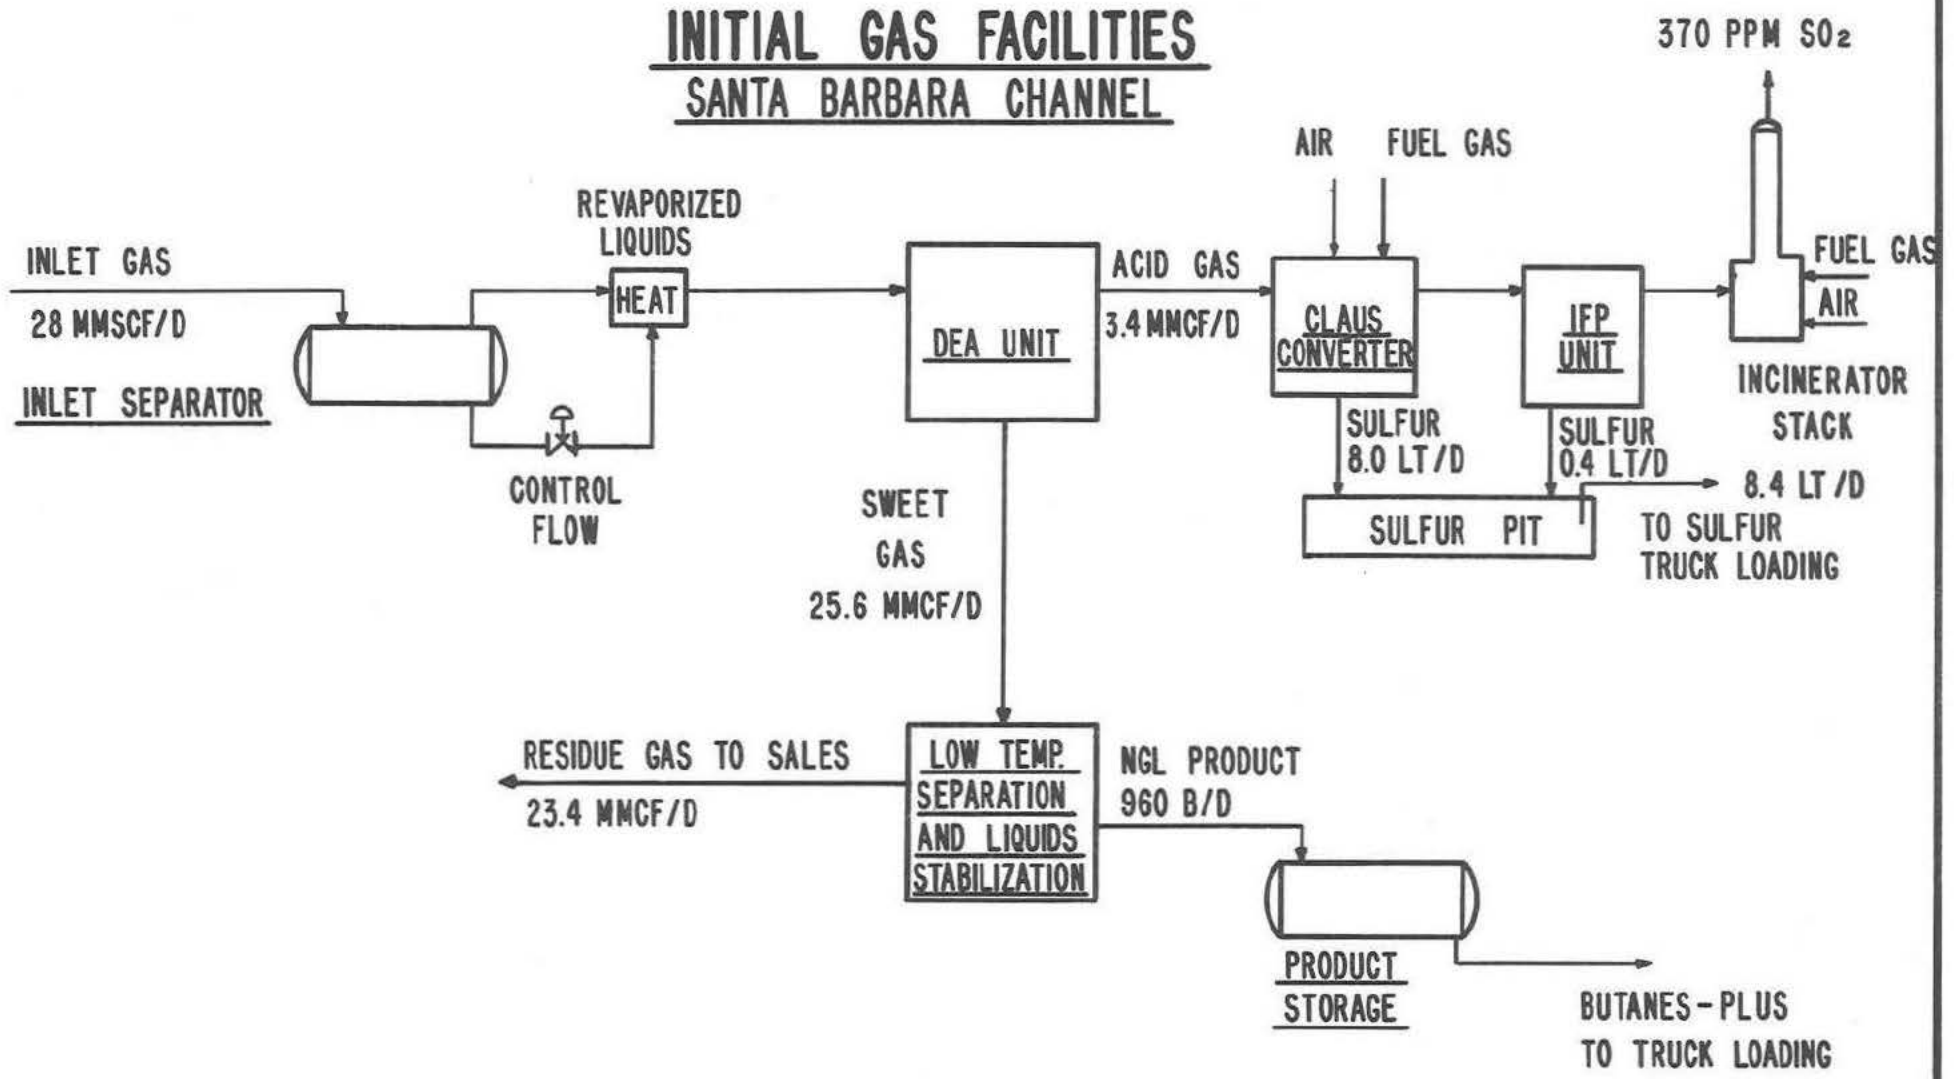 INITIAL GAS FACILITIES
SANTA BARBARA CHANNEL
370 PPM SO2
AIR
FUEL GAS
REVAPORIZED
LIQUIDS
INLET GAS
28 MMSCF/D
HEAT
INLET SEPARATOR
CONTROL
FLOW
DEA UNIT
ACID GAS
3.4 MMCF/D
CLAUS
CONVERTER
IFP
UNIT
FUEL GAS
AIR
INCINERATOR
STACK
SULFUR
8.0 LT/D
SULFUR
0.4 LT/D
8.4 LT/D
TO SULFUR
TRUCK LOADING
SULFUR PIT
SWEET
GAS
25.6 MMCF/D
RESIDUE GAS TO SALES
23.4 MMCF/D
LOW TEMP.
SEPARATION
AND LIQUIDS
STABILIZATION
NGL PRODUCT
960 B/D
PRODUCT
STORAGE
BUTANES-PLUS
TO TRUCK LOADING